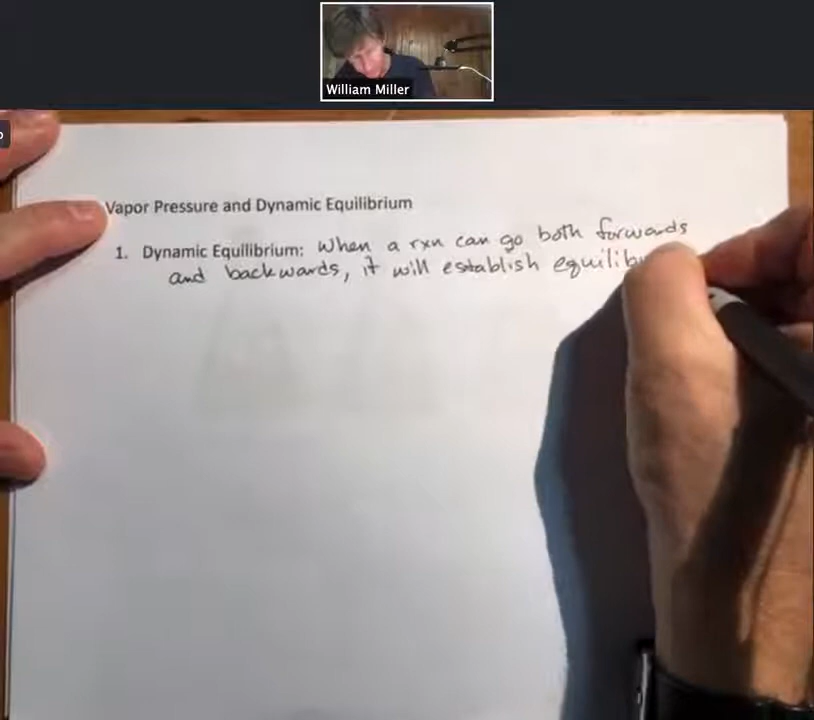 William Miller
Vapor Pressure and Dynamic Equilibrium
1. Dynamic Equilibrium: When a rxn can go both forwards
and backwards, it will establish